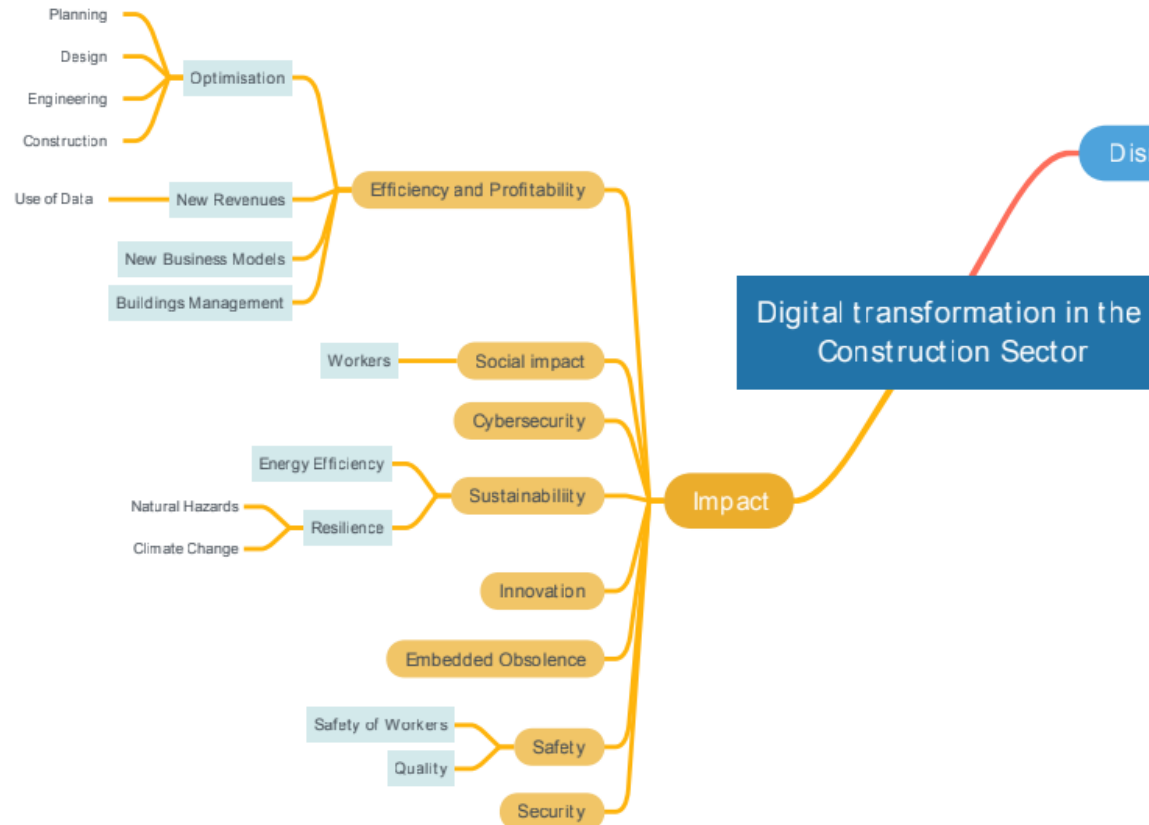 Planning
Design
Engineering
Construction
Optimisation
Use of Data
New Revenues
New Business Models
Buildings Management
Efficiency and Profitability
Workers
Social impact
Cybersecurity
Energy Efficiency
Natural Hazards
Climate Change
Resilience
Sustainabiliity
Innovation
Embedded Obsolence
Safety of Workers
Quality
Safety
Security
Impact
Digital transformation in the
Construction Sector
Dis